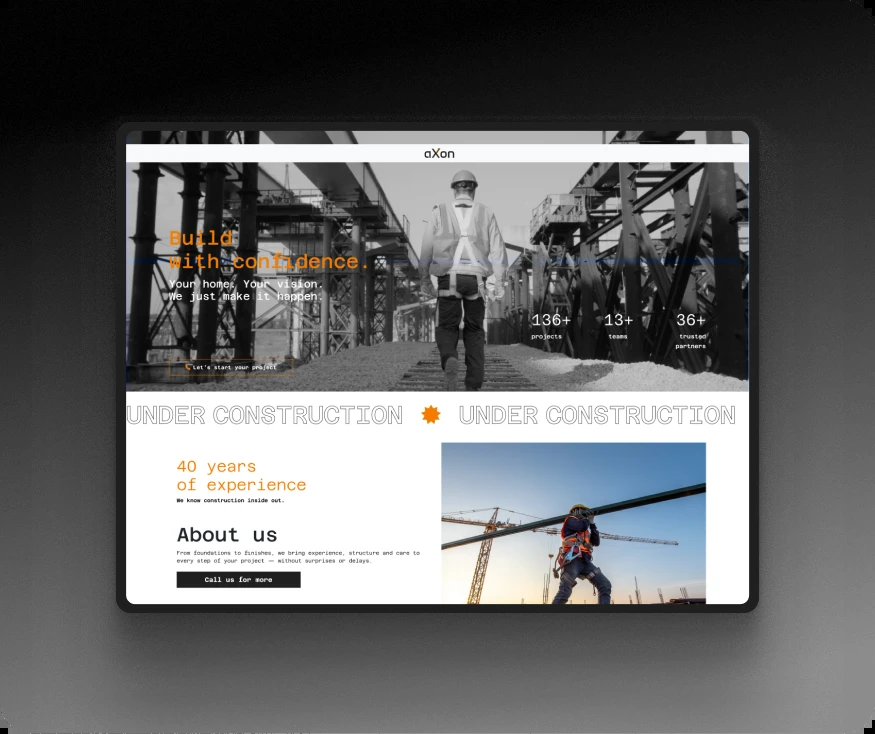 aXon
Build
with confidence.
Your home. Your vision.
We just make it happen.
136+
projects
13+
teams
36+
trusted
partners
Let's start your project
UNDER CONSTRUCTION
UNDER CONSTRUCTION
40 years
of experience
We know construction inside out.
About us
From foundations to finishes, we bring experience, structure and care to
every step of your project — without surprises or delays.
Call us for more